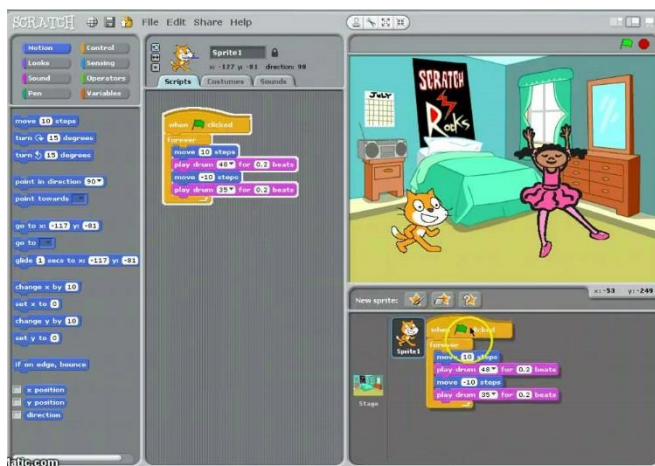 SCRATCH File Edit Share Help
Motion Control
Looks Sensing
Sound Operators
Pen Variables
Sprite1
x: -127 y: -81 direction: 90
Scripts Costumes Sounds
move 10 steps
turn 15 degrees
turn 15 degrees
point in direction 90
point towards
go to x: -117 y: -81
go to
glide 1 secs to x: -117 y: -81
change x by 10
set x to 0
change y by 10
set y to 0
if on edge, bounce
x position
y position
direction
when clicked
forever
move 10 steps
play drum 48 for 0.2 beats
move -10 steps
play drum 35 for 0.2 beats
JULY
SCRATCH
Rocks
x: -53 y: -249
New sprite:
Sprite1
Stage
when clicked
forever
move 10 steps
play drum 48 for 0.2 beats
move -10 steps
play drum 35 for 0.2 beats
matic.com